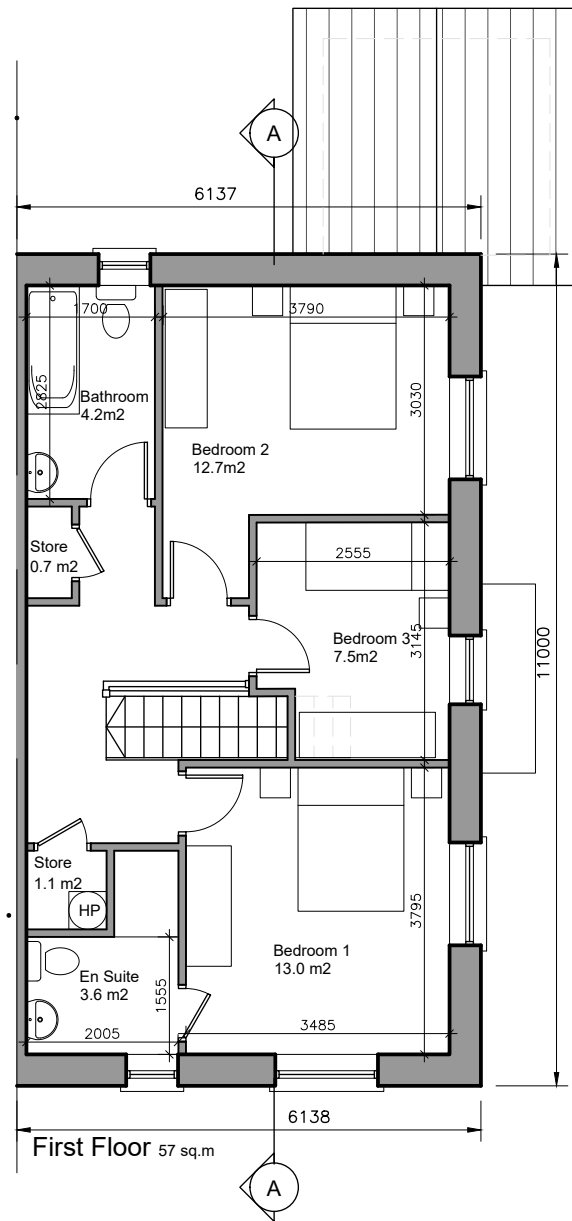 A
6137
1700
3790
2825
Bathroom
4.2m2
3030
Bedroom 2
12.7m2
Store
0.7 m2
2555
Bedroom 3
7.5m2
3145
11000
Store
1.1 m2
HP
3795
Bedroom 1
13.0 m2
En Suite
3.6 m2
1555
2005
3485
6138
First Floor 57 sq.m
A